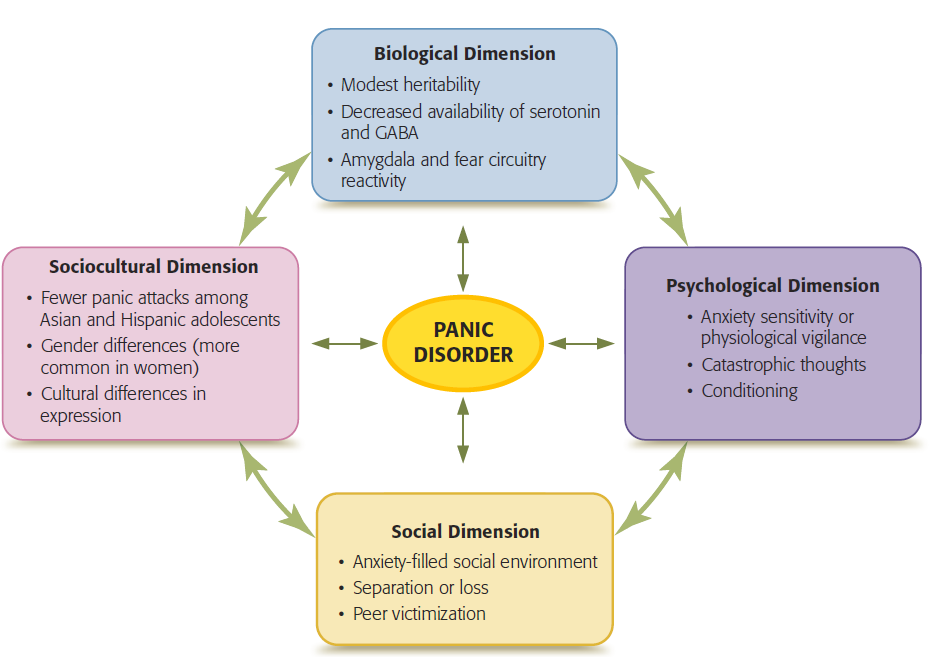 Biological Dimension
• Modest heritability
• Decreased availability of serotonin
and GABA
• Amygdala and fear circuitry
reactivity
Sociocultural Dimension
• Fewer panic attacks among
Asian and Hispanic adolescents
• Gender differences (more
common in women)
• Cultural differences in
expression
PANIC
DISORDER
Psychological Dimension
• Anxiety sensitivity or
physiological vigilance
• Catastrophic thoughts
• Conditioning
Social Dimension
• Anxiety-filled social environment
• Separation or loss
• Peer victimization